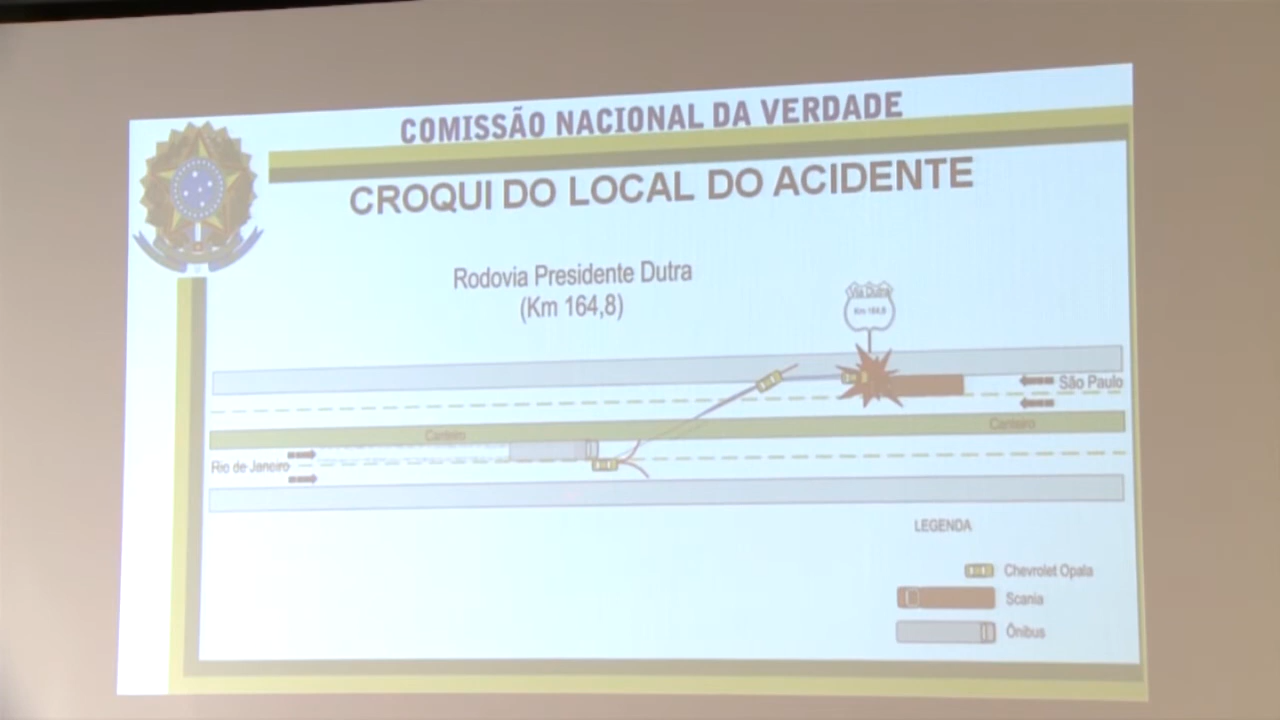 COMISSÃO NACIONAL DA VERDADE
CROQUI DO LOCAL DO ACIDENTE
Rodovia Presidente Dutra
(Km 164,8)
Via Dutra
Km 164,8
São Paulo
Canteiro
Canteiro
Rio de Janeiro
LEGENDA
Chevrolet Opala
Scania
Ônibus